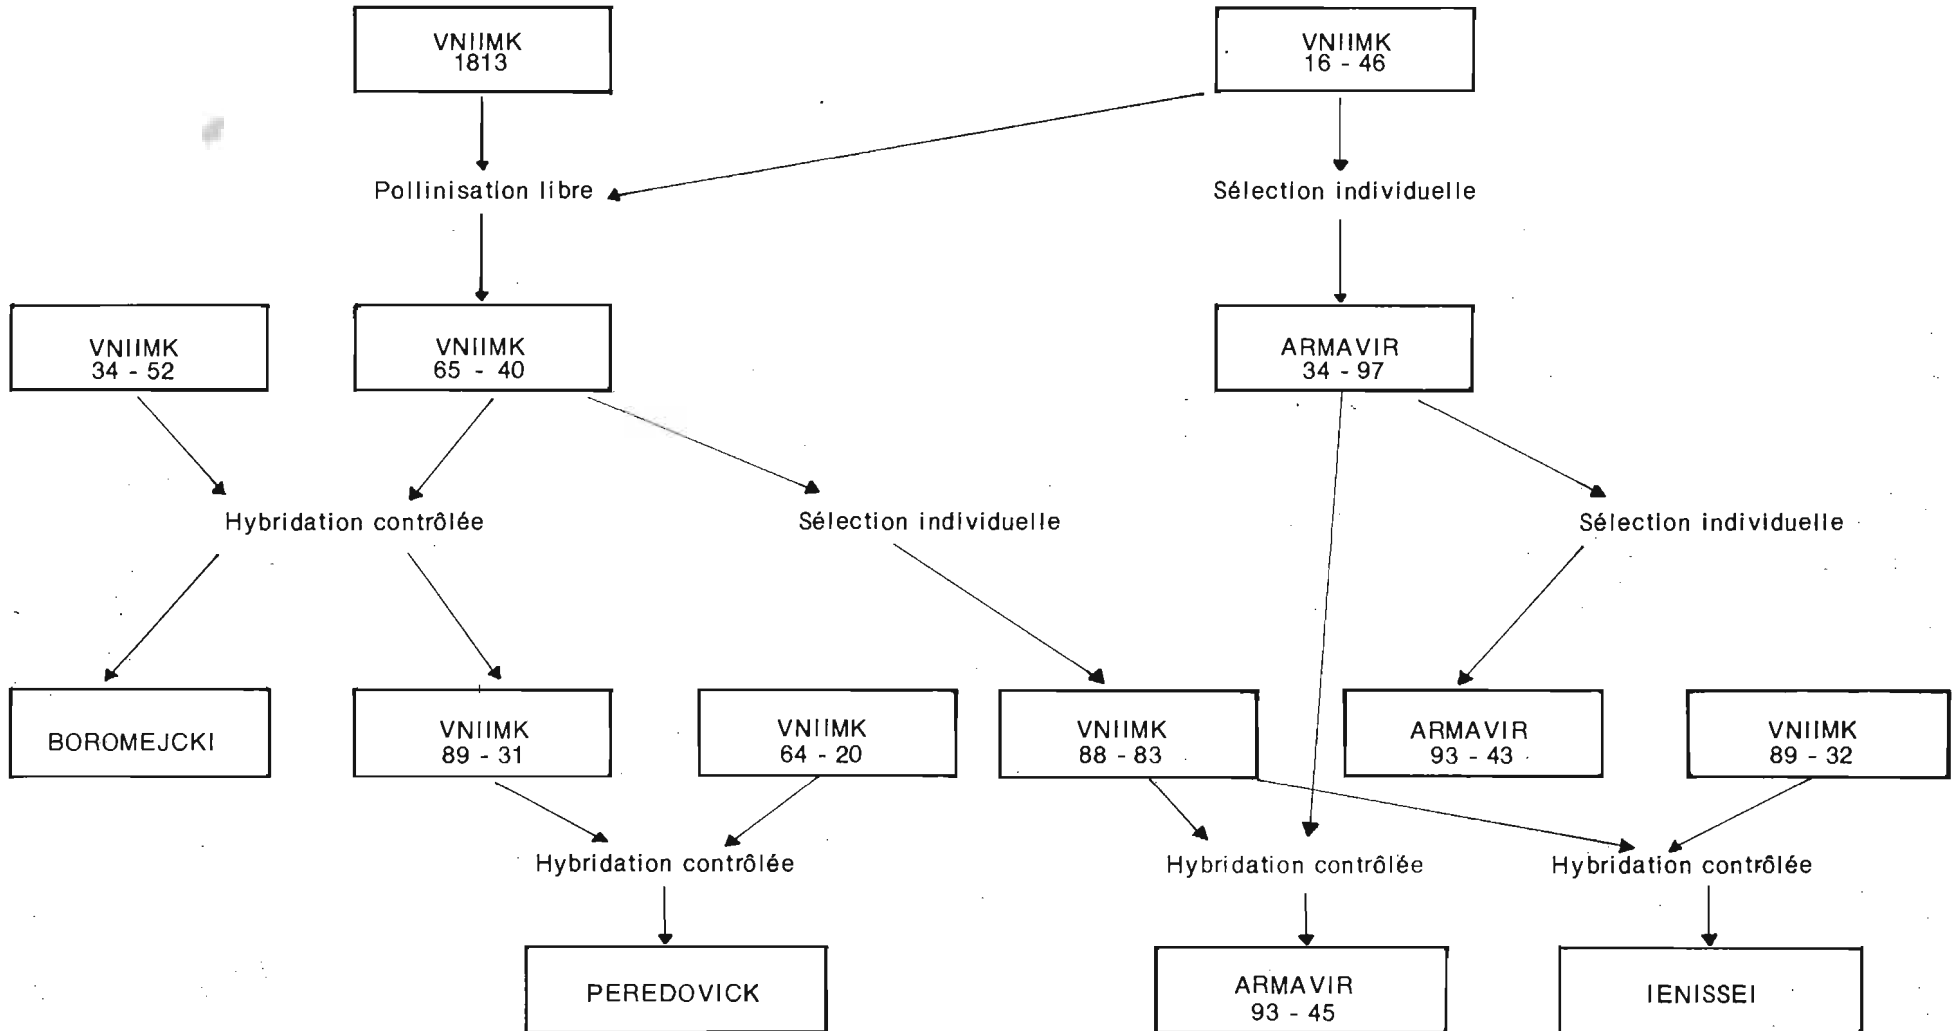 VNIIMK
1813
VNIIMK
16 - 46
Pollinisation libre
Sélection individuelle
VNIIMK
34 - 52
VNIIMK
65 - 40
ARMAVIR
34 - 97
Hybridation contrôlée
Sélection individuelle
Sélection individuelle
BOROMEJCKI
VNIIMK
89 - 31
VNIIMK
64 - 20
VNIIMK
88 - 83
ARMAVIR
93 - 43
VNIIMK
89 - 32
Hybridation contrôlée
Hybridation contrôlée
Hybridation contrôlée
PEREDOVICK
ARMAVIR
93 - 45
IENISSEI